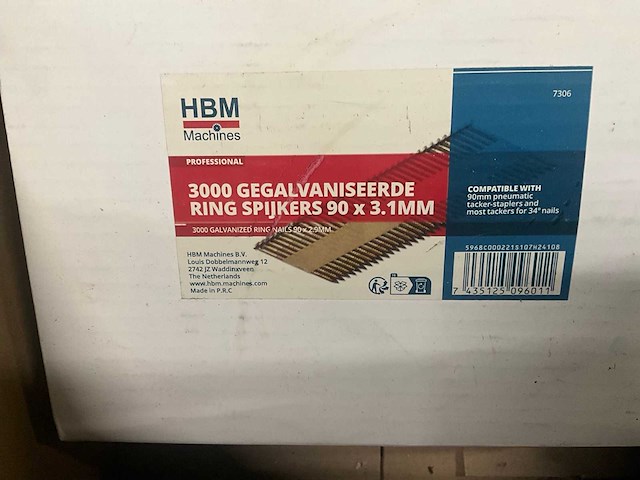 HBM
Machines
7306
PROFESSIONAL
3000 GEGALVANISEERDE
RING SPIJKERS 90 x 3.1MM
3000 GALVANIZED RING NAILS 90 x 2.9MM
COMPATIBLE WITH
90mm pneumatic
tacker-staplers and
most tackers for 34° nails
HBM Machines B.V.
Louis Dobbelmannweg 12
2742 JZ Waddinxveen
The Netherlands
www.hbm.machines.com
Made in P.R.C
5968C000221S107H24108
7 435125 096011